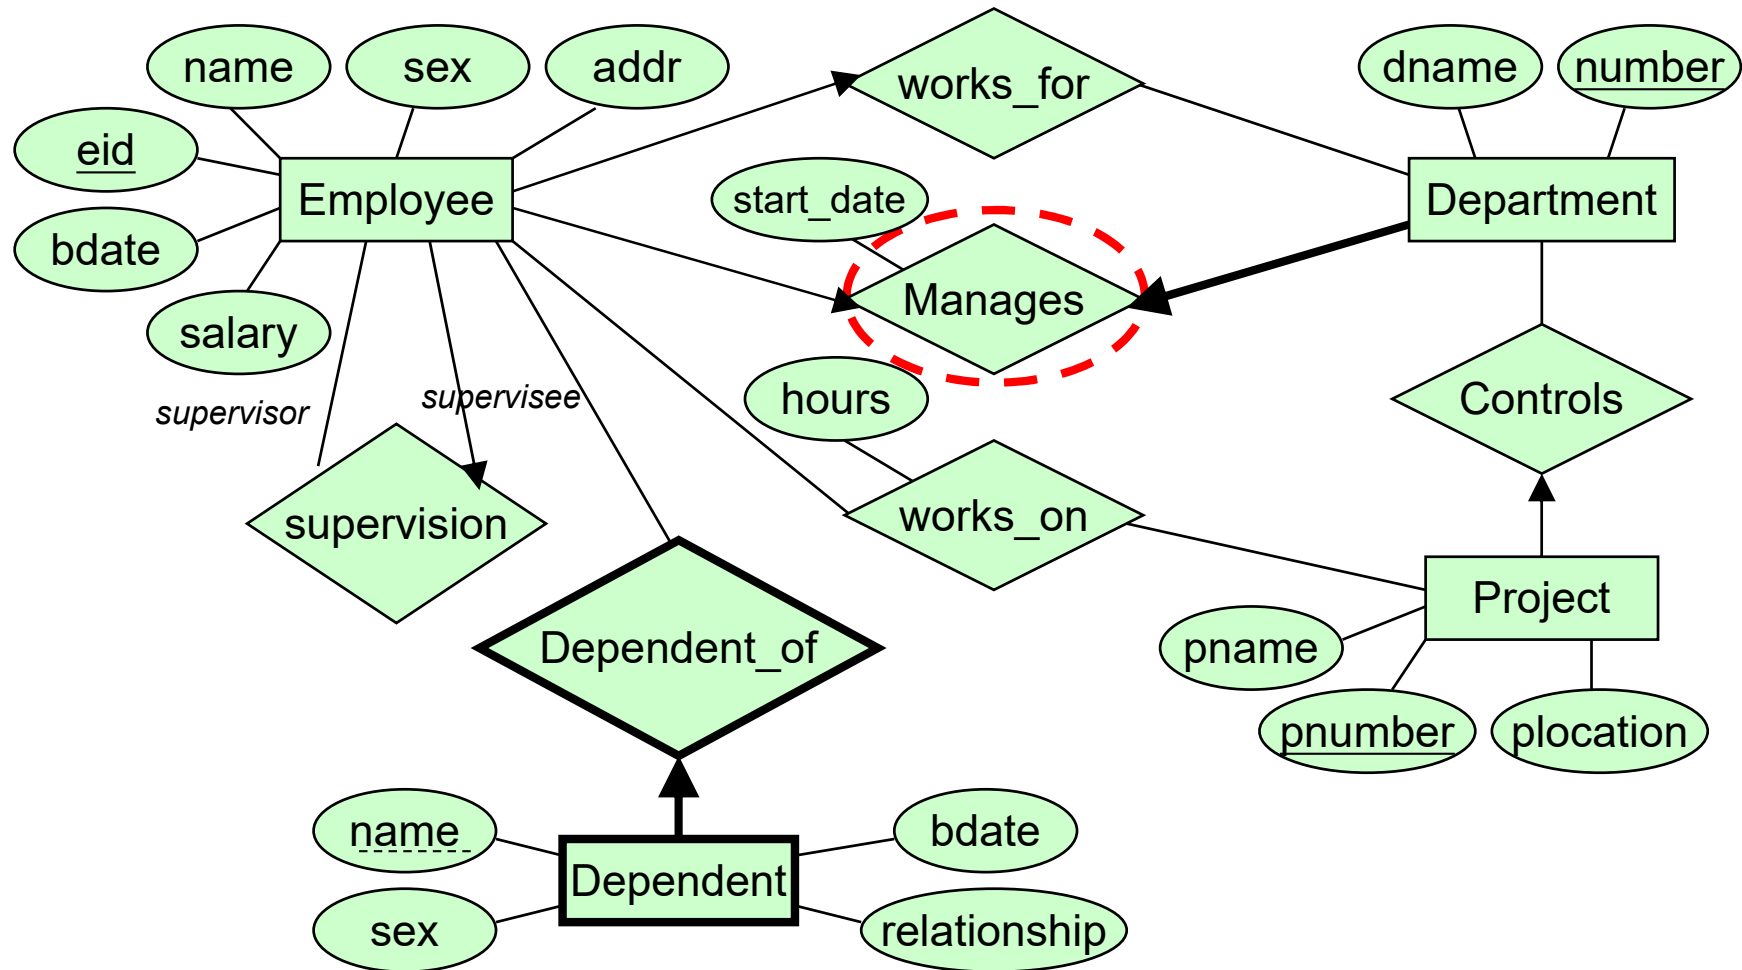 name
sex
addr
works_for
dname
number
eid
Employee
start_date
Department
bdate
Manages
salary
supervisor
supervisee
hours
Controls
supervision
works_on
Project
Dependent_of
pname
pnumber
plocation
name
bdate
Dependent
sex
relationship